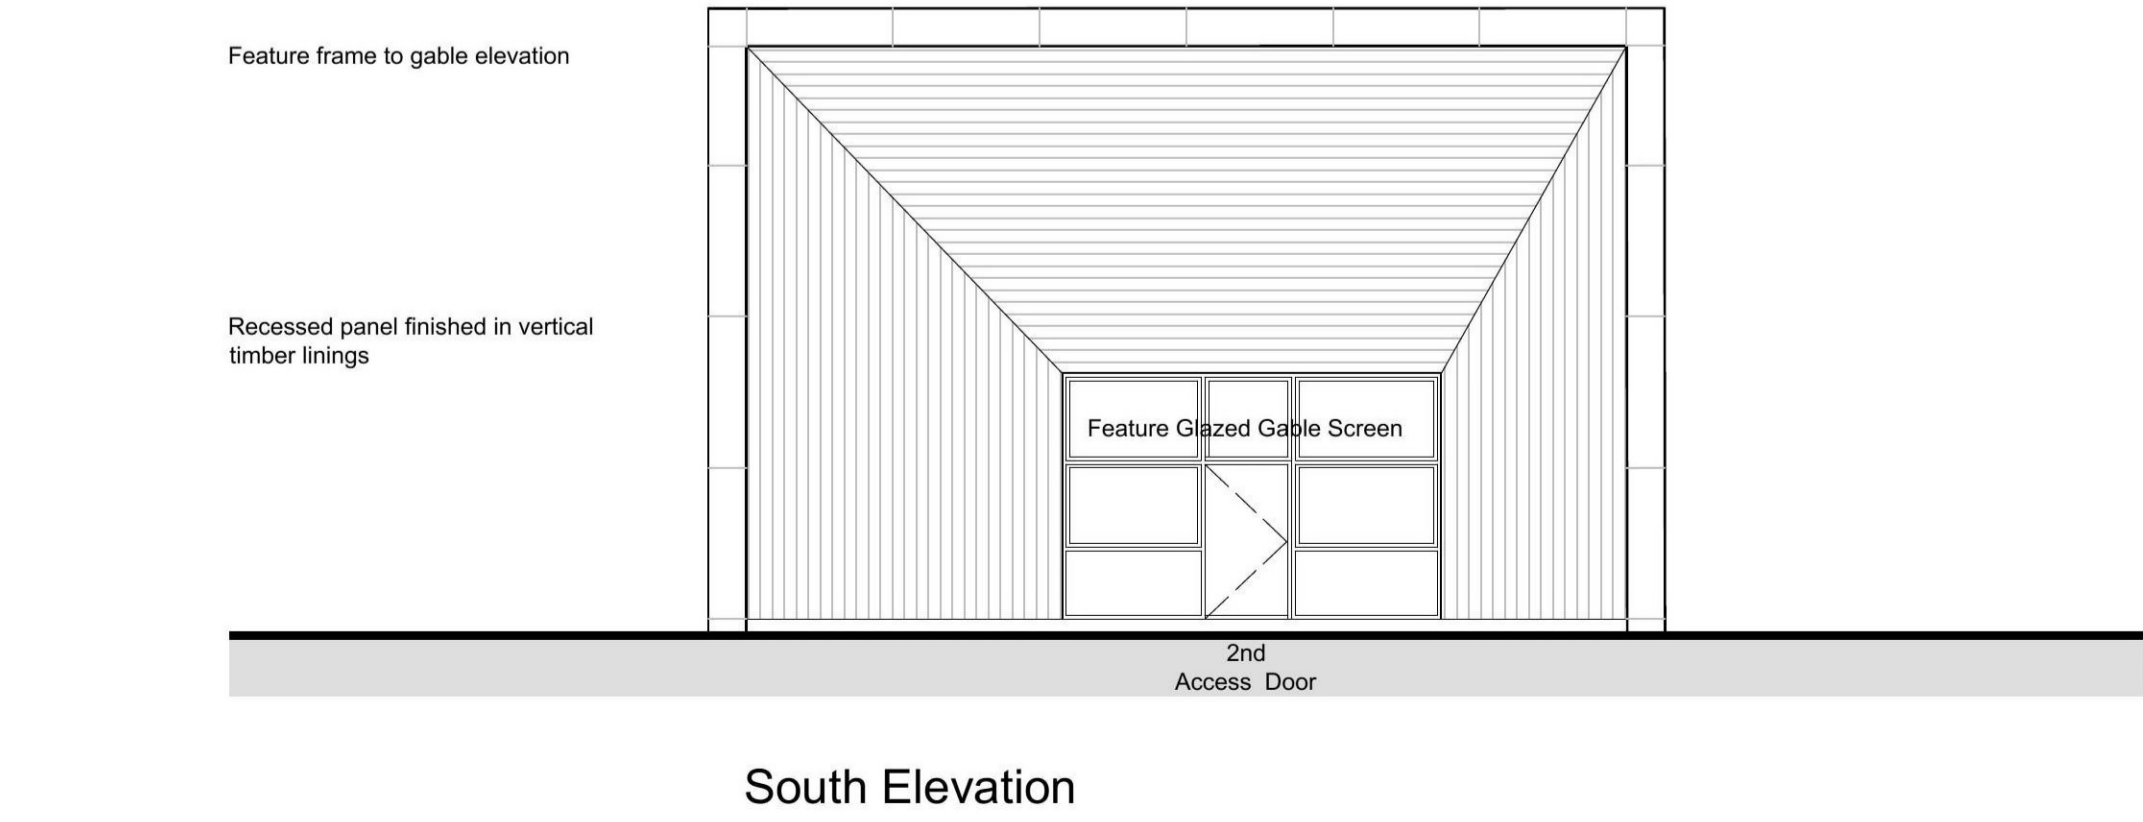 Feature frame to gable elevation
Recessed panel finished in vertical
timber linings
Feature Glazed Gable Screen
2nd
Access Door
South Elevation